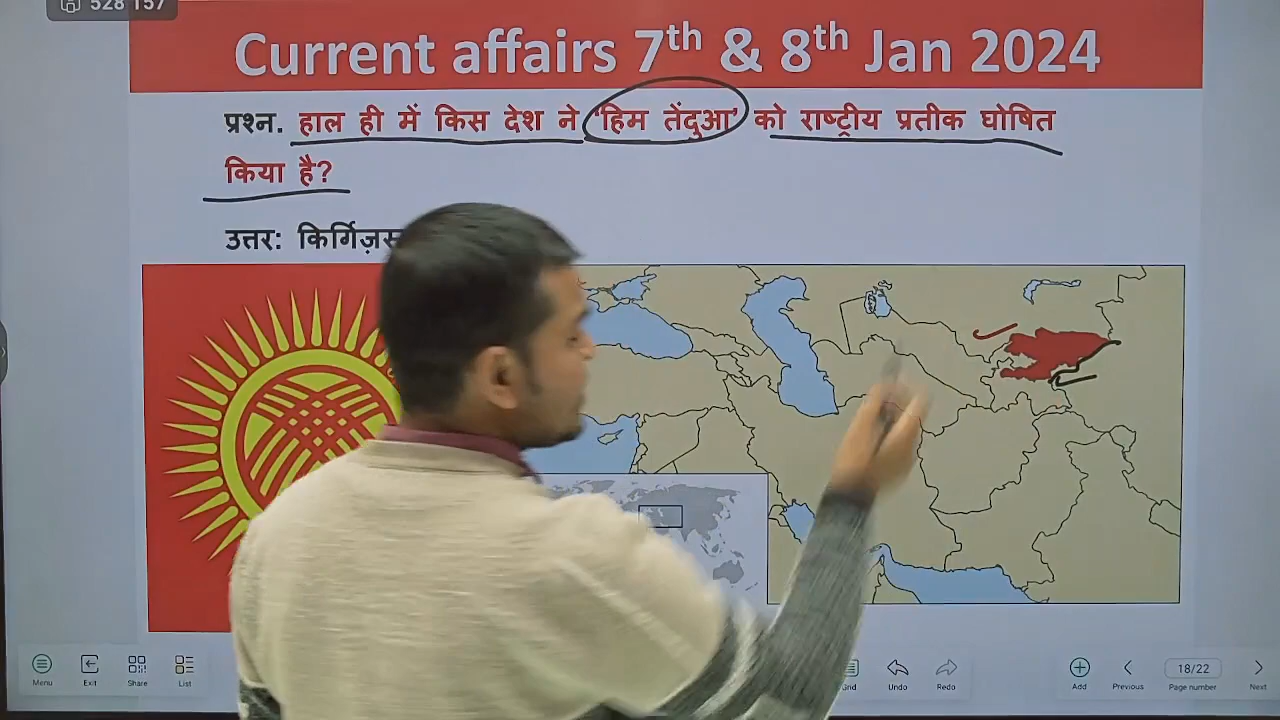 528 157
Current affairs 7th & 8th Jan 2024
प्रश्न. हाल ही में किस देश ने 'हिम तेंदुआ' को राष्ट्रीय प्रतीक घोषित
किया है?
उत्तर:
Menu Exit Share List Undo Redo Add Previous 18/22 Page number Next